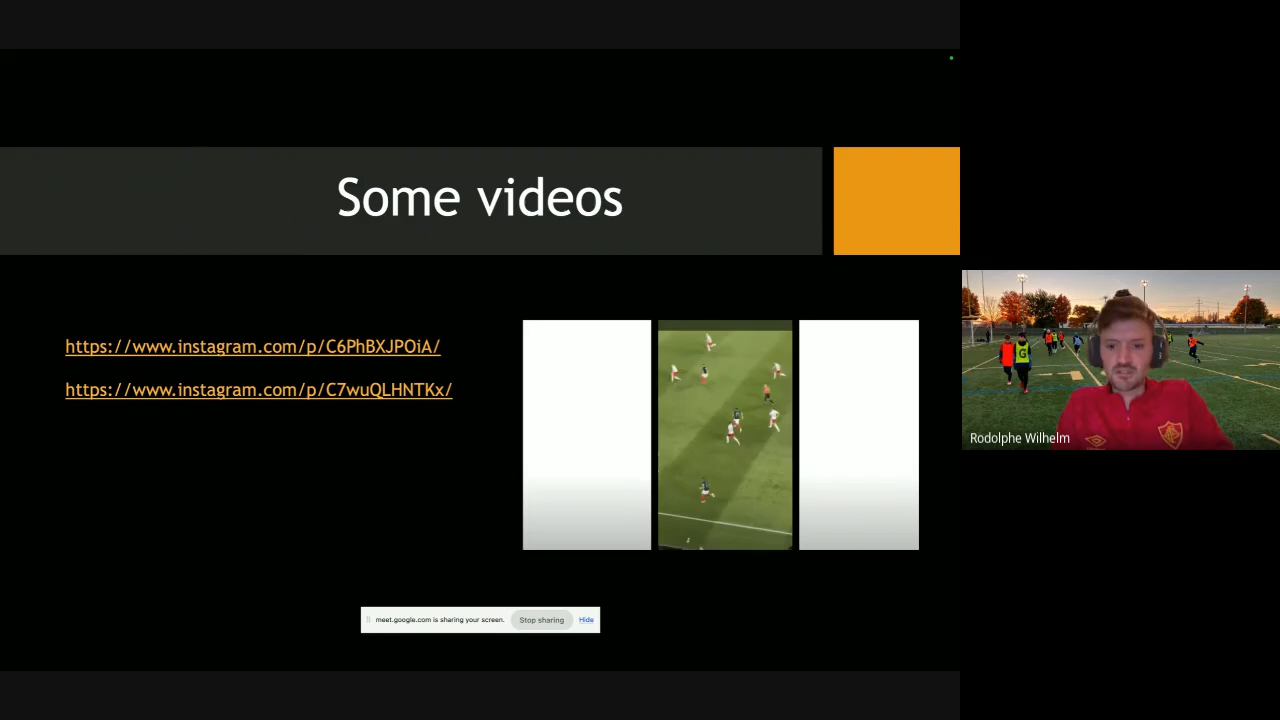 Some videos
https://www.instagram.com/p/C6PhBXJPOiA/
https://www.instagram.com/p/C7wuQLHNTKx/
G
Rodolphe Wilhelm
meet.google.com is sharing your screen. Stop sharing Hide